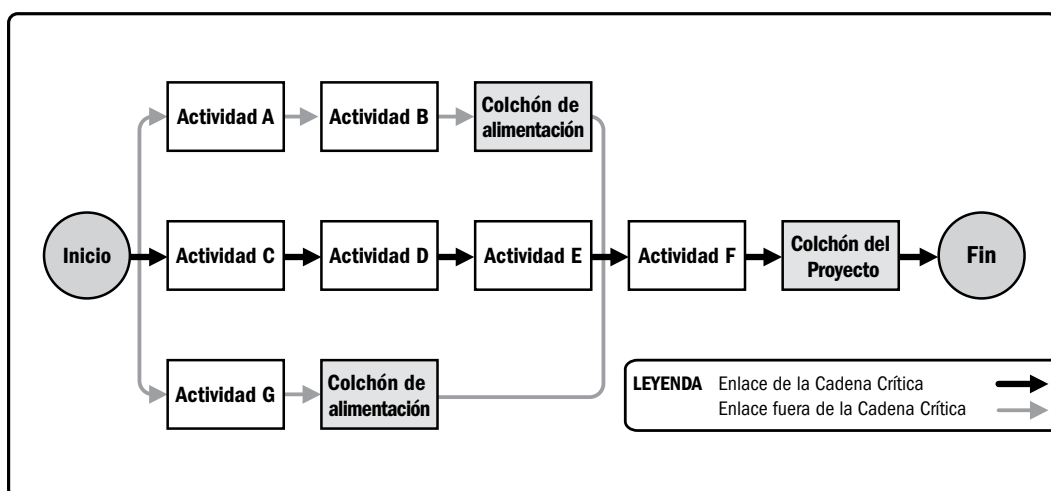 Actividad A
Actividad B
Colchón de
alimentación
Inicio
Actividad C
Actividad D
Actividad E
Actividad F
Colchón del
Proyecto
Fin
Actividad G
Colchón de
alimentación
LEYENDA Enlace de la Cadena Crítica
Enlace fuera de la Cadena Crítica